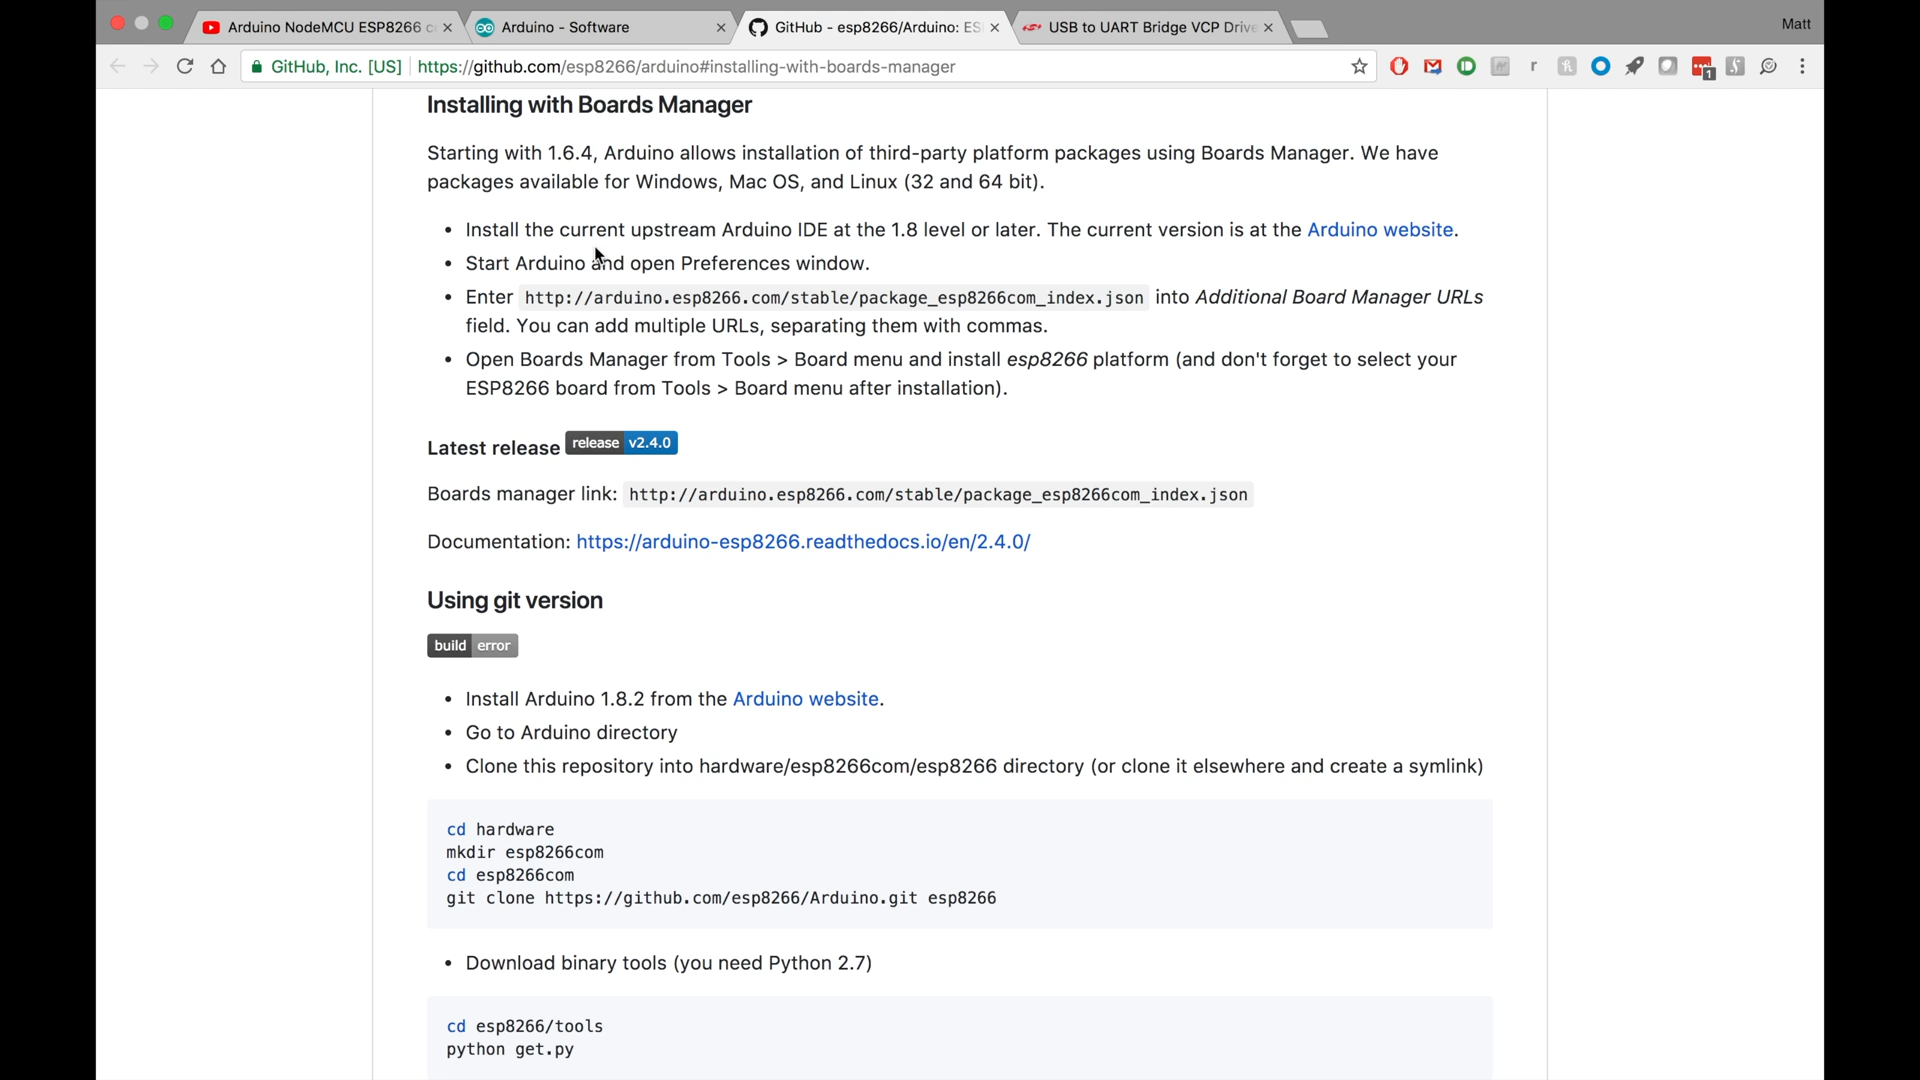 Arduino NodeMCU ESP8266 c
Arduino - Software
GitHub - esp8266/Arduino: ES
USB to UART Bridge VCP Drive
Matt
GitHub, Inc. [US]
https://github.com/esp8266/arduino#installing-with-boards-manager
r
1
Installing with Boards Manager
Starting with 1.6.4, Arduino allows installation of third-party platform packages using Boards Manager. We have
packages available for Windows, Mac OS, and Linux (32 and 64 bit).
• Install the current upstream Arduino IDE at the 1.8 level or later. The current version is at the Arduino website.
• Start Arduino and open Preferences window.
• Enter http://arduino.esp8266.com/stable/package_esp8266com_index.json into Additional Board Manager URLs
field. You can add multiple URLs, separating them with commas.
• Open Boards Manager from Tools > Board menu and install esp8266 platform (and don't forget to select your
ESP8266 board from Tools > Board menu after installation).
Latest release release v2.4.0
Boards manager link: http://arduino.esp8266.com/stable/package_esp8266com_index.json
Documentation: https://arduino-esp8266.readthedocs.io/en/2.4.0/
Using git version
build error
• Install Arduino 1.8.2 from the Arduino website.
• Go to Arduino directory
• Clone this repository into hardware/esp8266com/esp8266 directory (or clone it elsewhere and create a symlink)
cd hardware
mkdir esp8266com
cd esp8266com
git clone https://github.com/esp8266/Arduino.git esp8266
• Download binary tools (you need Python 2.7)
cd esp8266/tools
python get.py